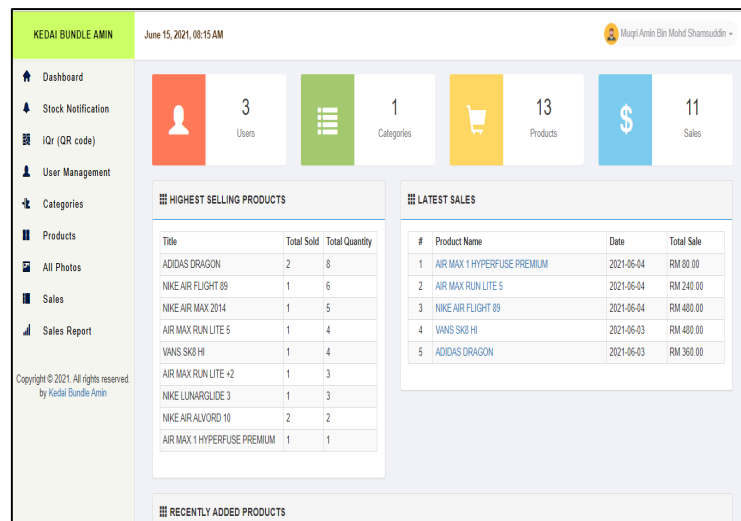 KEDAI BUNDLE AMIN
June 15, 2021, 08:15 AM
Muqri Amin Bin Mohd Shamsuddin
Dashboard
Stock Notification
iQr (QR code)
User Management
Categories
Products
All Photos
Sales
Sales Report
Copyright © 2021. All rights reserved.
by Kedai Bundle Amin
3
Users
1
Categories
13
Products
$
11
Sales
HIGHEST SELLING PRODUCTS
Title Total Sold Total Quantity
ADIDAS DRAGON 2 8
NIKE AIR FLIGHT 89 1 6
NIKE AIR MAX 2014 1 5
AIR MAX RUN LITE 5 1 4
VANS SK8 HI 1 4
AIR MAX RUN LITE +2 1 3
NIKE LUNARGLIDE 3 1 3
NIKE AIR ALVORD 10 2 2
AIR MAX 1 HYPERFUSE PREMIUM 1 1
LATEST SALES
# Product Name Date Total Sale
1 AIR MAX 1 HYPERFUSE PREMIUM 2021-06-04 RM 80.00
2 AIR MAX RUN LITE 5 2021-06-04 RM 240.00
3 NIKE AIR FLIGHT 89 2021-06-04 RM 480.00
4 VANS SK8 HI 2021-06-03 RM 480.00
5 ADIDAS DRAGON 2021-06-03 RM 360.00
RECENTLY ADDED PRODUCTS